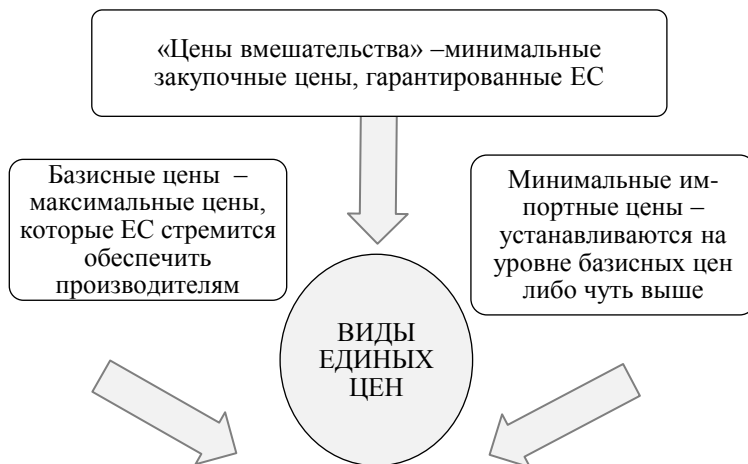 «Цены вмешательства» –минимальные
закупочные цены, гарантированные ЕС
Базисные цены –
максимальные цены,
которые ЕС стремится
обеспечить
производителям
Минимальные им-
портные цены –
устанавливаются на
уровне базисных цен
либо чуть выше
ВИДЫ
ЕДИНЫХ
ЦЕН